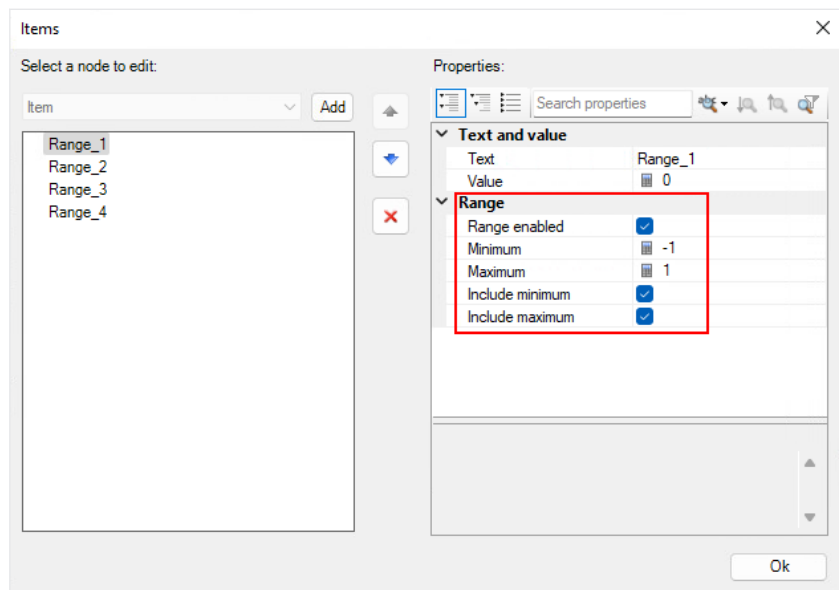 Items
Select a node to edit:
Item
Add
Range_1
Range_2
Range_3
Range_4
Properties:
Search properties
Text and value
Text Range_1
Value 0
Range
Range enabled
Minimum -1
Maximum 1
Include minimum
Include maximum
Ok